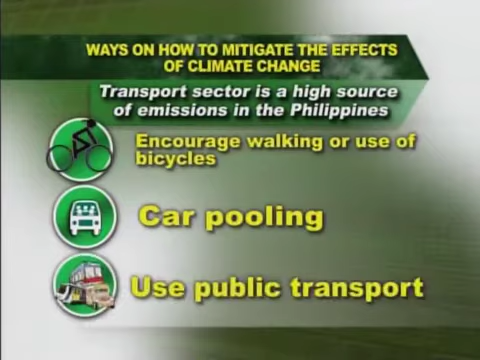 WAYS ON HOW TO MITIGATE THE EFFECTS
OF CLIMATE CHANGE
Transport sector is a high source
of emissions in the Philippines
Encourage walking or use of
bicycles
Car pooling
Use public transport